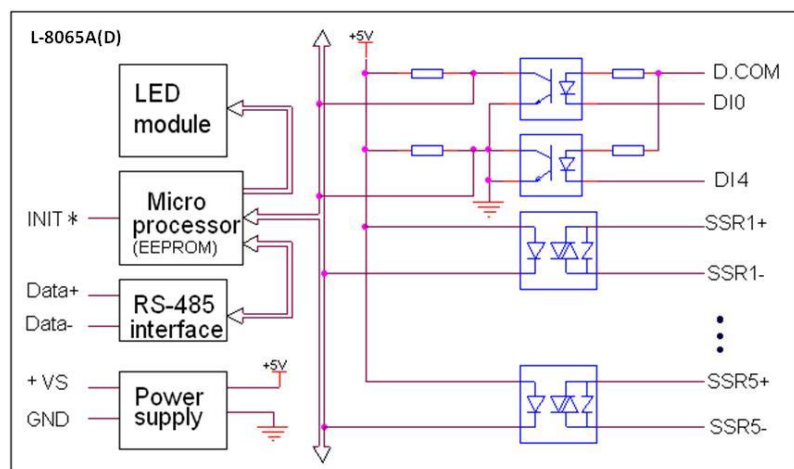 L-8065A(D)
LED
module
INIT *
Micro
processor
(EEPROM)
Data+
Data-
RS-485
interface
+VS
GND
Power
supply
+5V
+5V
D.COM
DI0
DI4
SSR1+
SSR1-
SSR5+
SSR5-